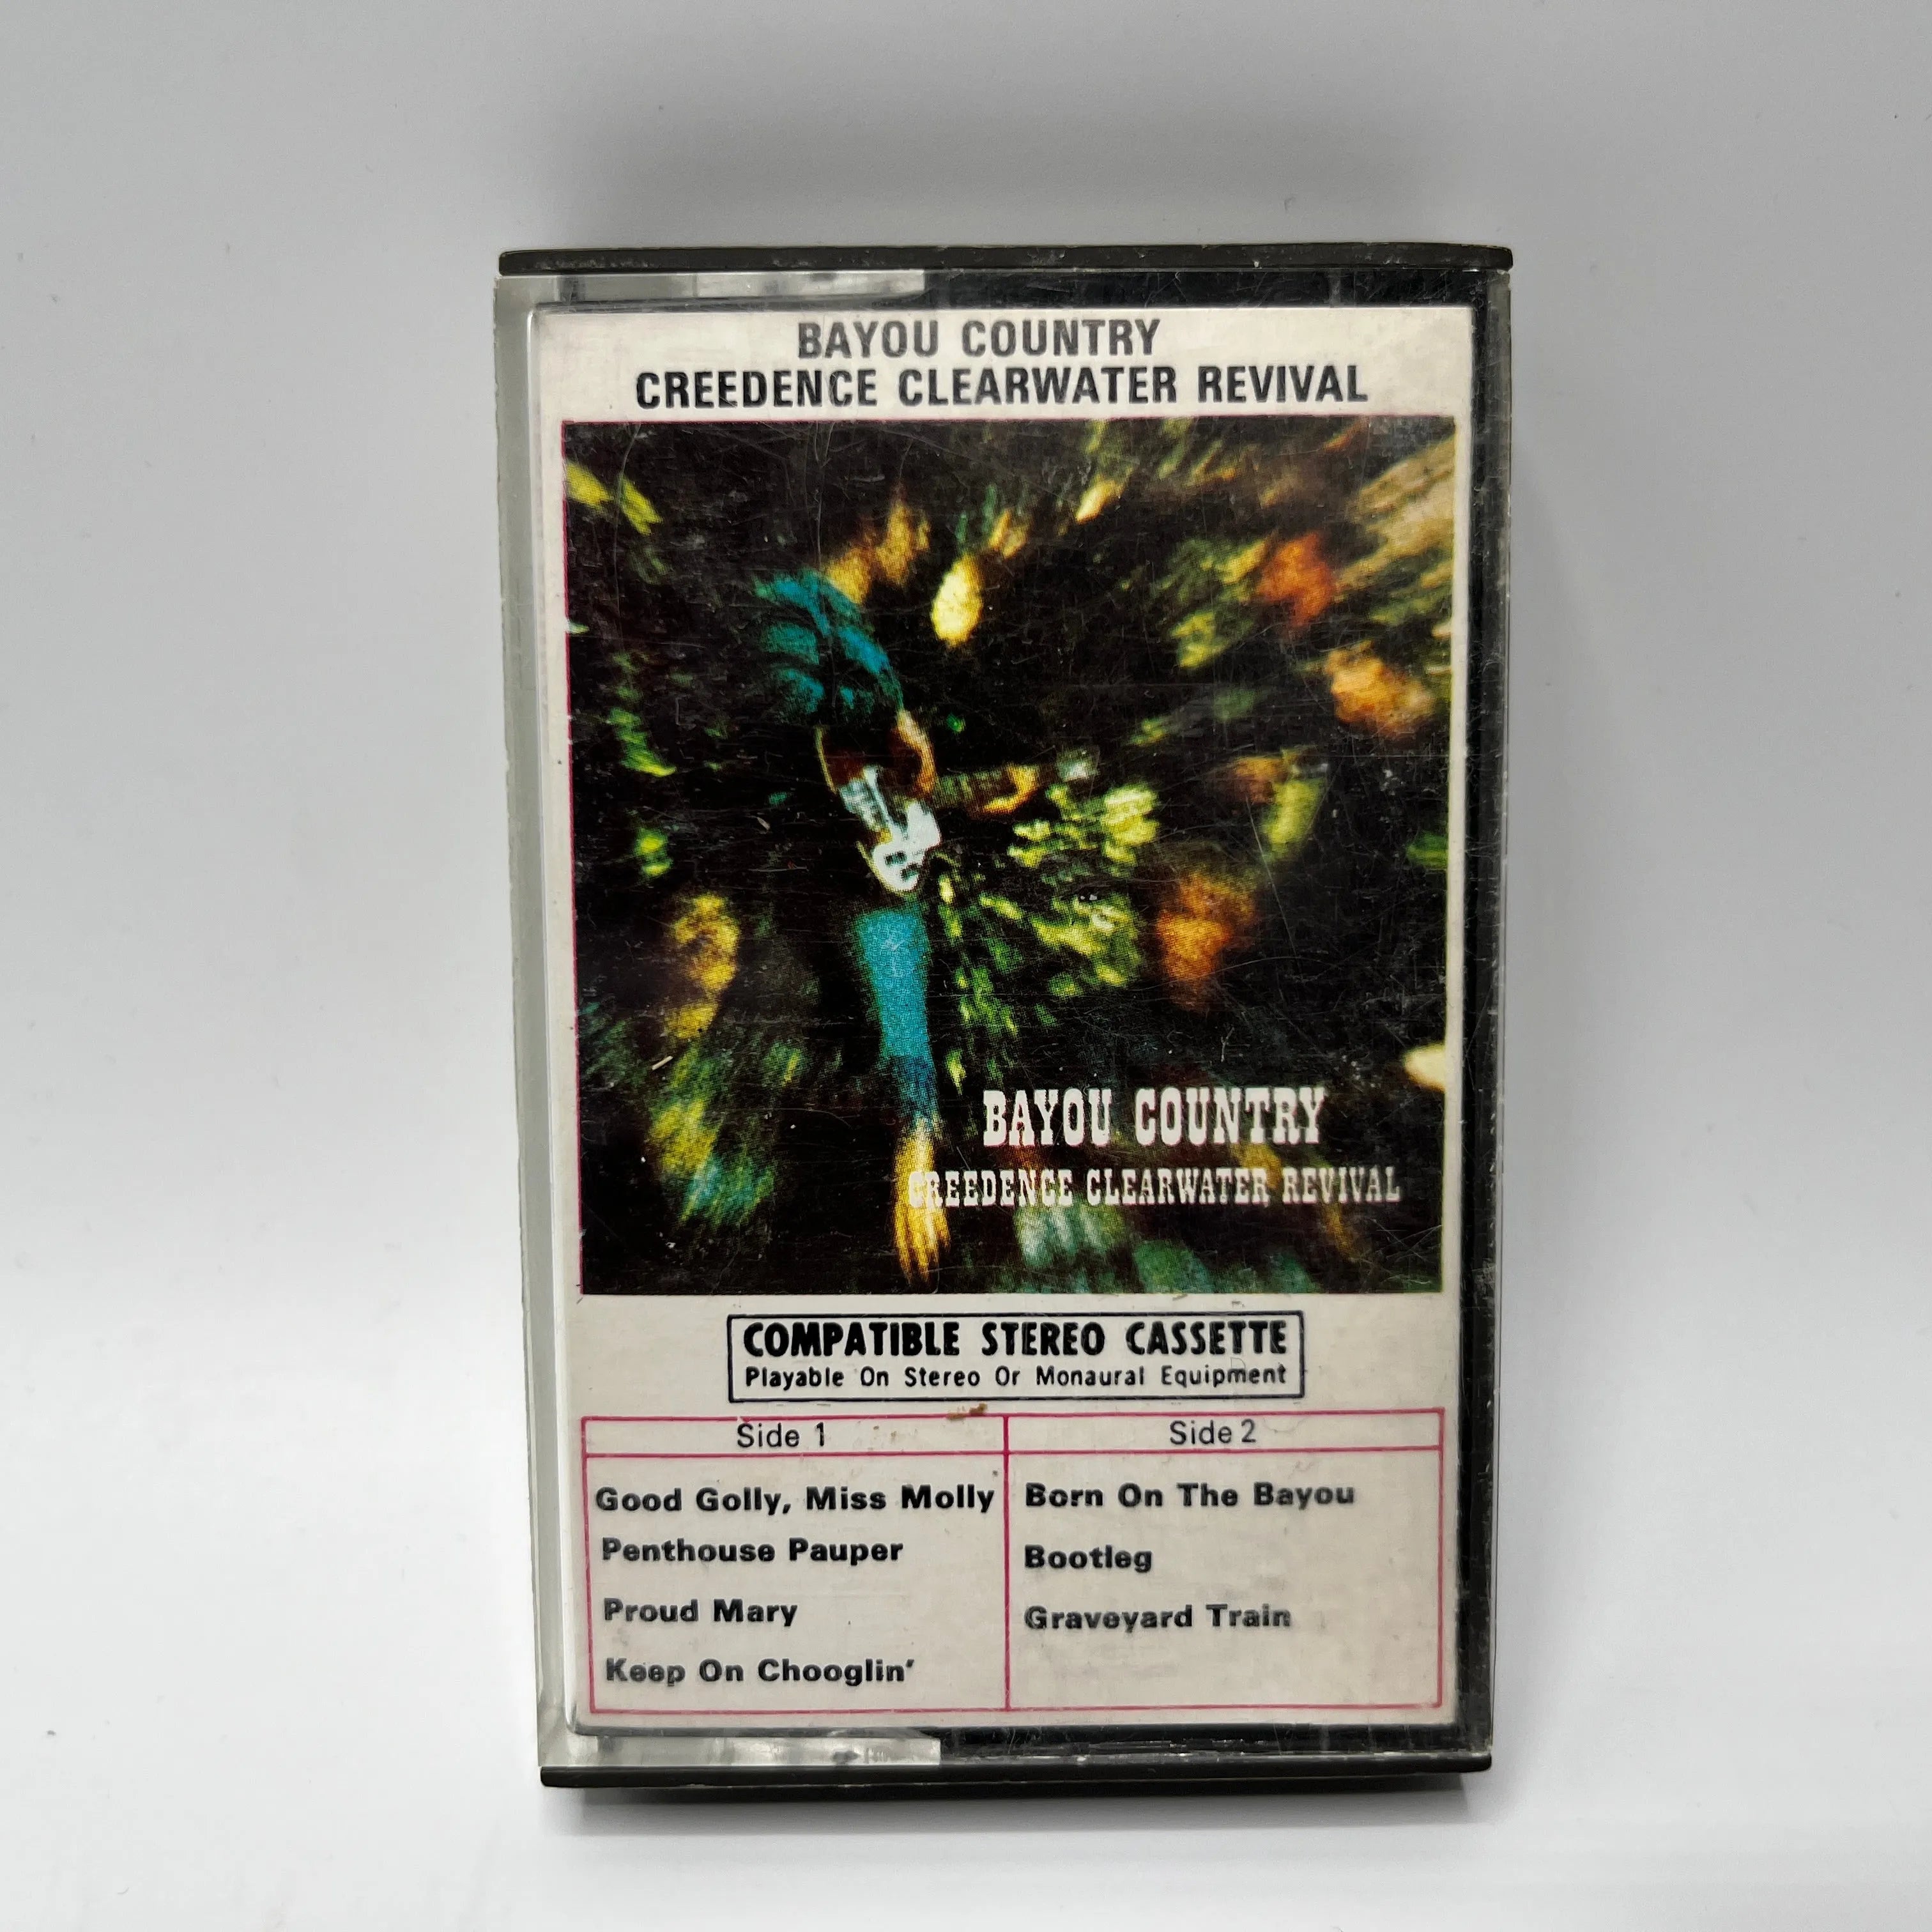 BAYOU COUNTRY
CREEDENCE CLEARWATER REVIVAL
BAYOU COUNTRY
CREEDENCE CLEARWATER REVIVAL
COMPATIBLE STEREO CASSETTE
Playable On Stereo Or Monaural Equipment
Side 1
Good Golly, Miss Molly
Penthouse Pauper
Proud Mary
Keep On Chooglin'
Side 2
Born On The Bayou
Bootleg
Graveyard Train